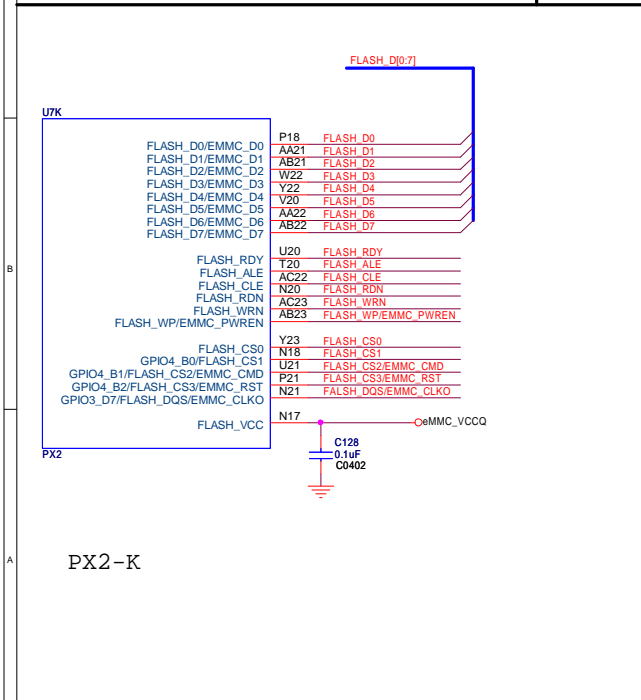 FLASH_D[0:7]
U7K
FLASH_D0/EMMC_D0 P18 FLASH_D0
FLASH_D1/EMMC_D1 AA21 FLASH_D1
FLASH_D2/EMMC_D2 AB21 FLASH_D2
FLASH_D3/EMMC_D3 W22 FLASH_D3
FLASH_D4/EMMC_D4 Y22 FLASH_D4
FLASH_D5/EMMC_D5 V20 FLASH_D5
FLASH_D6/EMMC_D6 AA22 FLASH_D6
FLASH_D7/EMMC_D7 AB22 FLASH_D7
FLASH_RDY U20 FLASH_RDY
B
FLASH_ALE T20 FLASH_ALE
FLASH_CLE AC22 FLASH_CLE
FLASH_RDN N20 FLASH_RDN
FLASH_WRN AC23 FLASH_WRN
FLASH_WP/EMMC_PWREN AB23 FLASH_WP/EMMC_PWREN
FLASH_CS0 Y23 FLASH_CS0
GPIO4_B0/FLASH_CS1 N18 FLASH_CS1
GPIO4_B1/FLASH_CS2/EMMC_CMD U21 FLASH_CS2/EMMC_CMD
GPIO4_B2/FLASH_CS3/EMMC_RST P21 FLASH_CS3/EMMC_RST
GPIO3_D7/FLASH_DQS/EMMC_CLKO N21 FALSH_DQS/EMMC_CLKO
FLASH_VCC N17 eMMC_VCCQ
C128
0.1uF
C0402
PX2
A
PX2-K